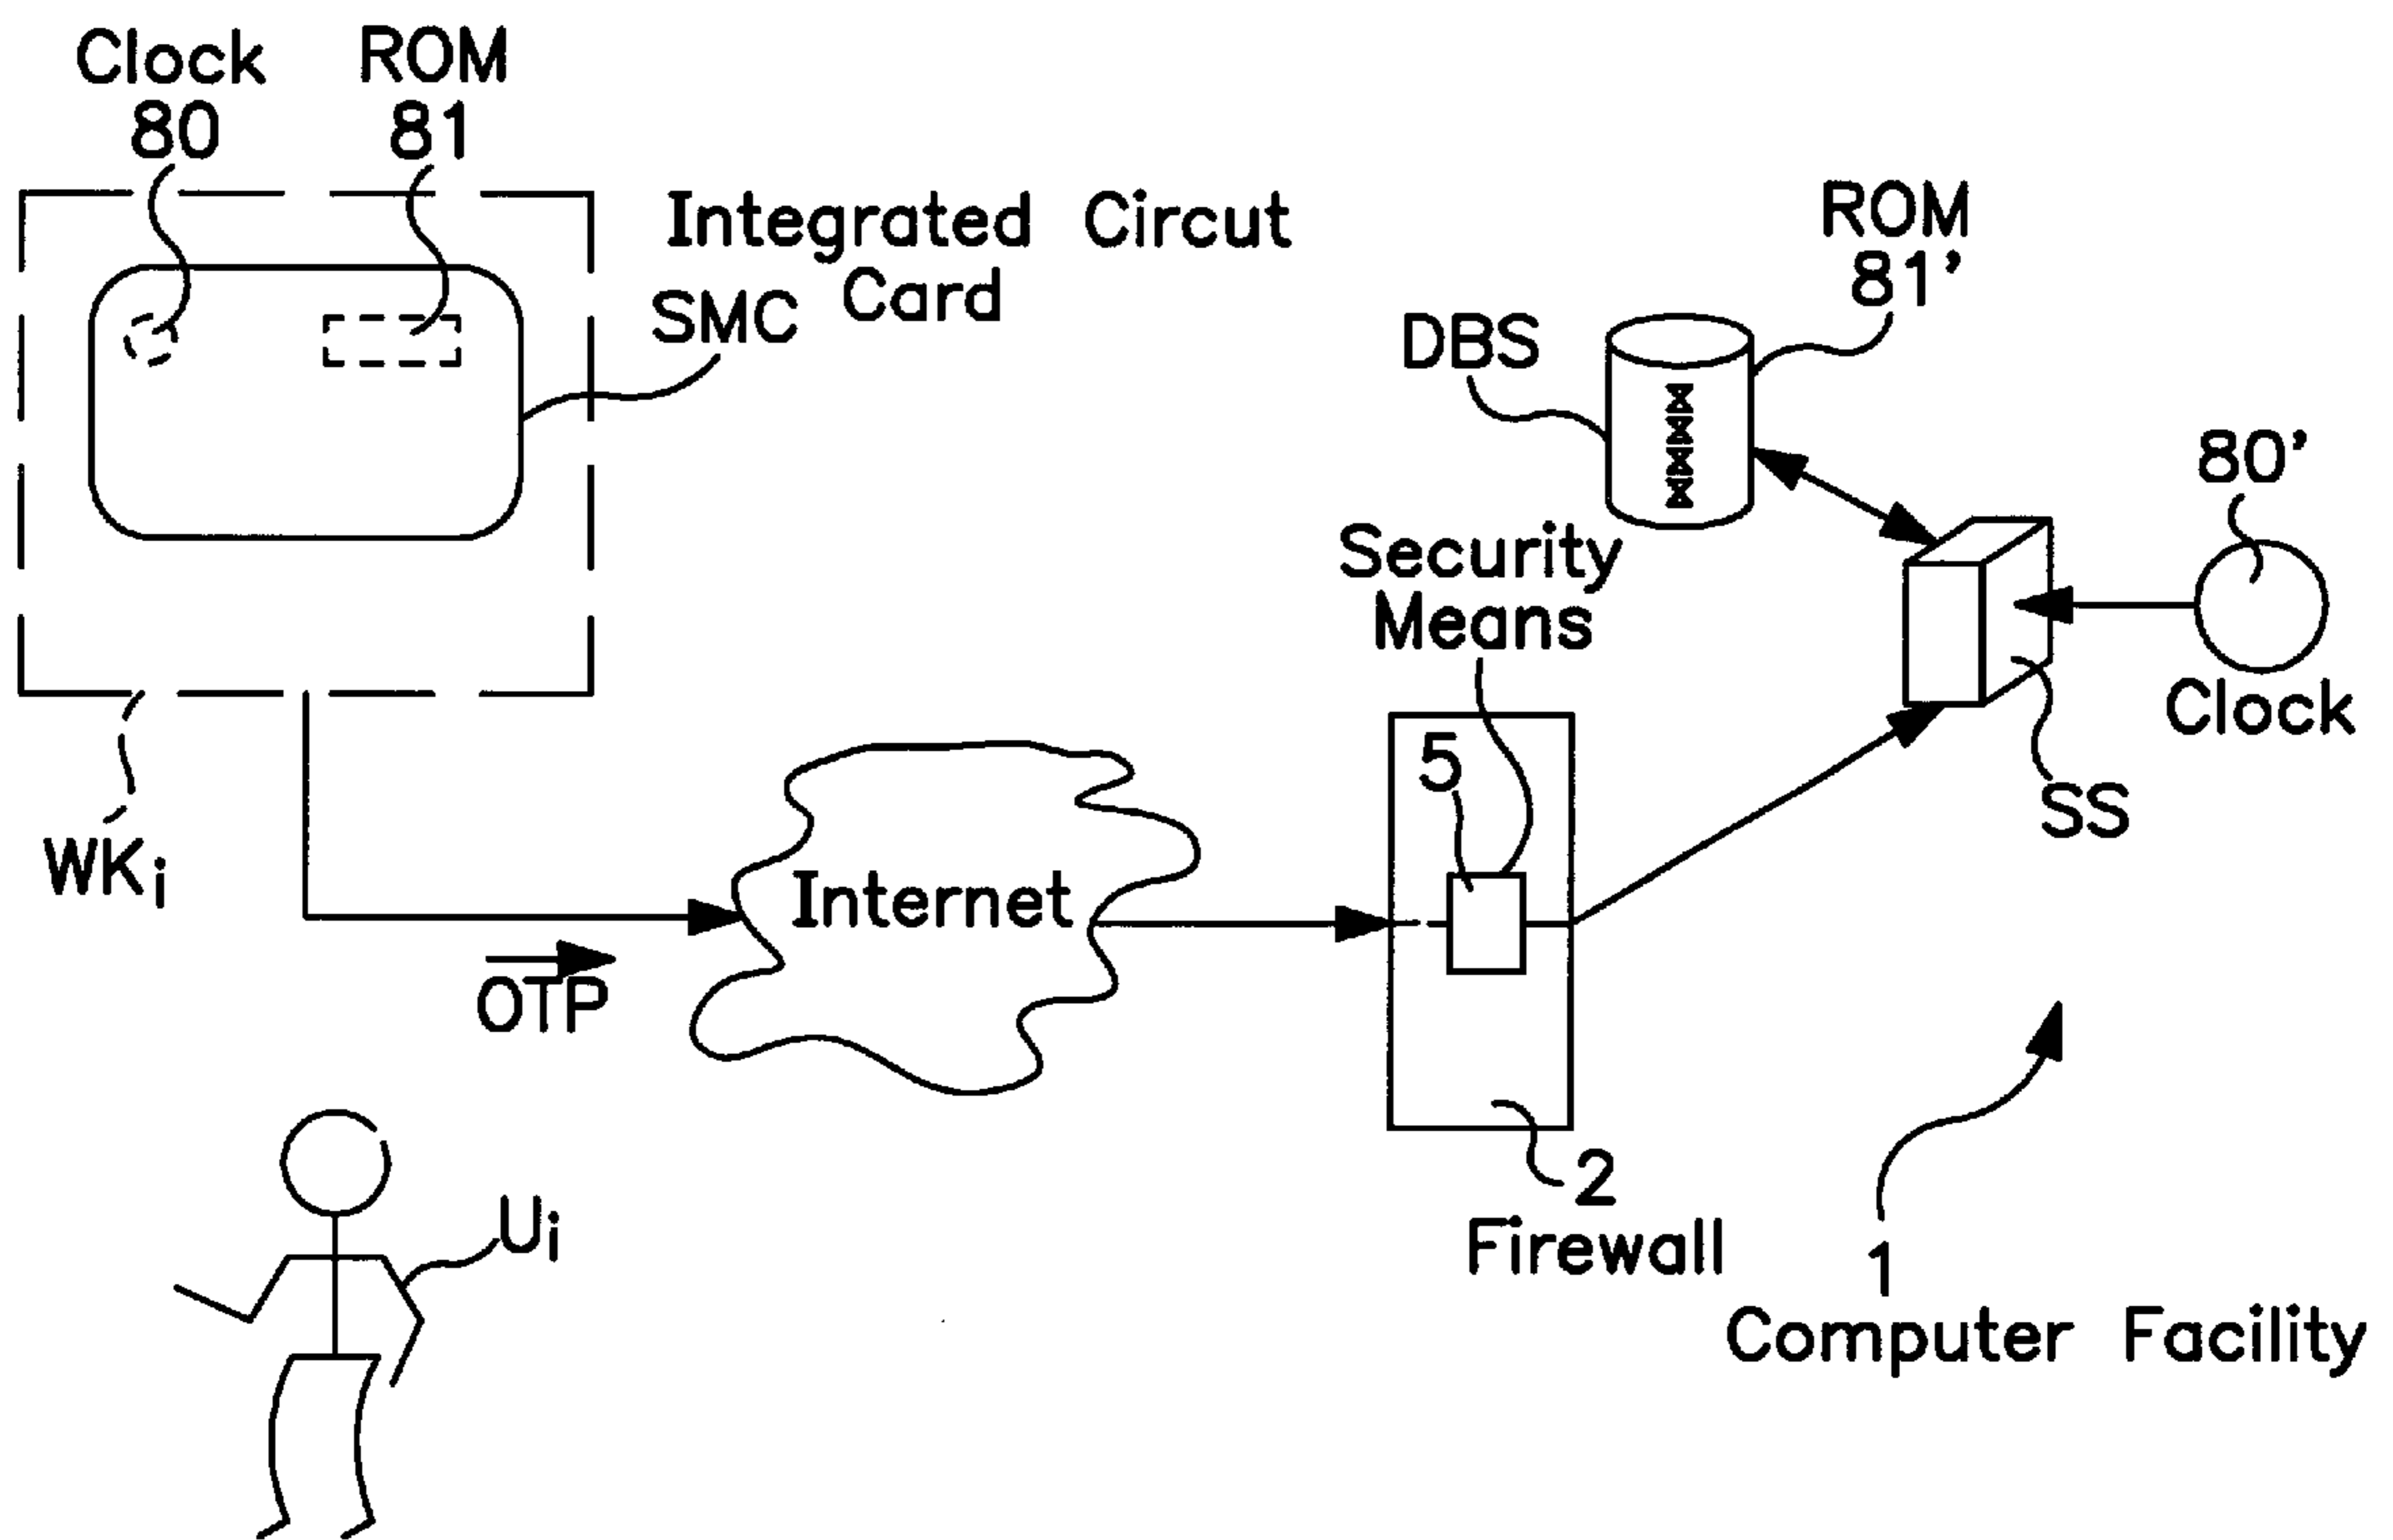 Clock
80
ROM
81
Integrated Circut
Card
SMC
ROM
81'
DBS
80'
Clock
SS
Security
Means
5
WKi
Internet
OTP
2
Firewall
Ui
1
Computer Facility